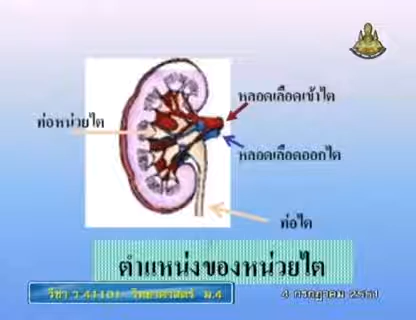 หลอดเลือดเข้าไต
ท่อหน่วยไต
หลอดเลือดออกไต
ท่อไต
ตำแหน่งของหน่วยไต
วิชา ว 41101 วิทยาศาสตร์ ม.4
4 กรกฎาคม 2551